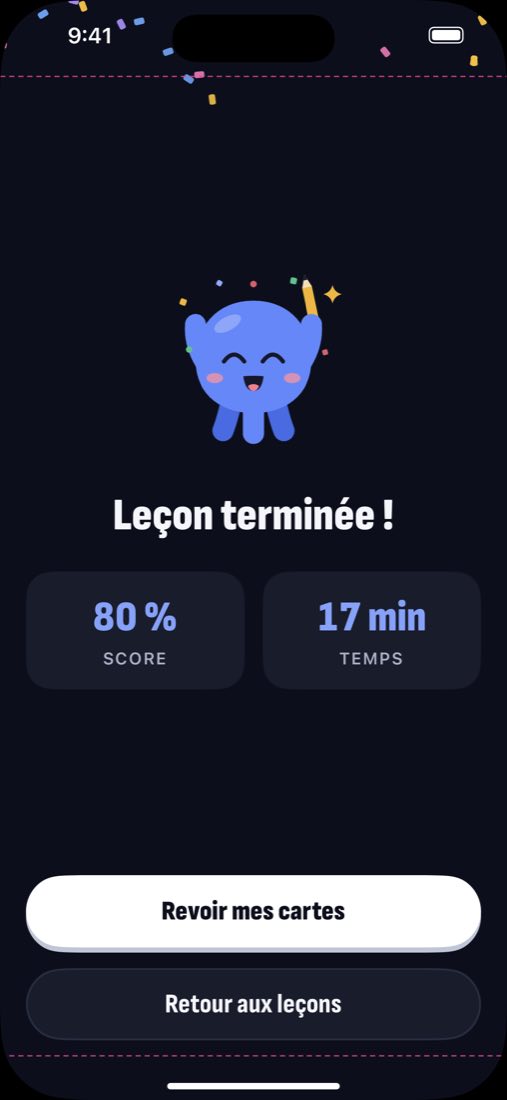 9:41
Leçon terminée !
80 %
17 min
SCORE
TEMPS
Revoir mes cartes
Retour aux leçons